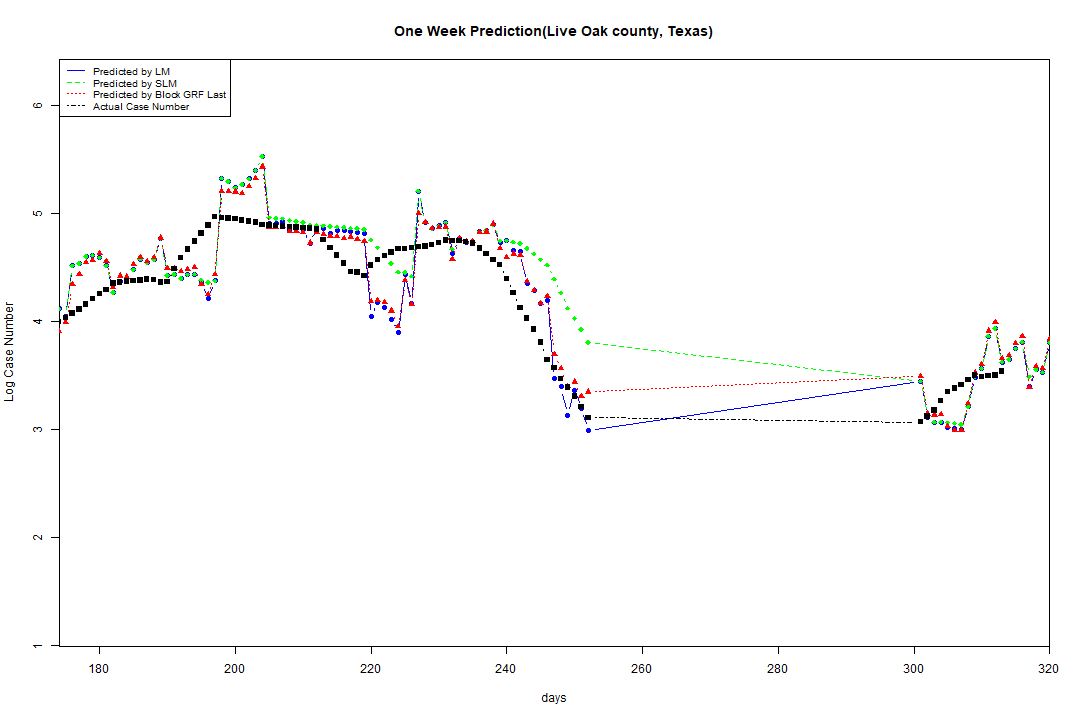 One Week Prediction(Live Oak county, Texas)
Predicted by LM
Predicted by SLM
Predicted by Block GRF Last
Actual Case Number
6
5
4
3
2
1
Log Case Number
180 200 220 240 260 280 300 320
days